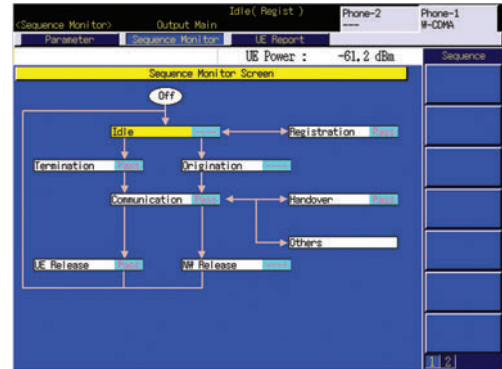 Idle( Regist )
Phone-2
Phone-1
<Sequence Monitor>
Output Main
----
W-CDMA
Parameter
Sequence Monitor
UE Report
UE Power :
-61.2 dBm
Sequence
Sequence Monitor Screen
Off
Idle
----
Registration
Pass
Termination
Pass
Origination
----
Communication
Pass
Handover
Pass
Others
UE Release
Pass
NW Release
----
1 2